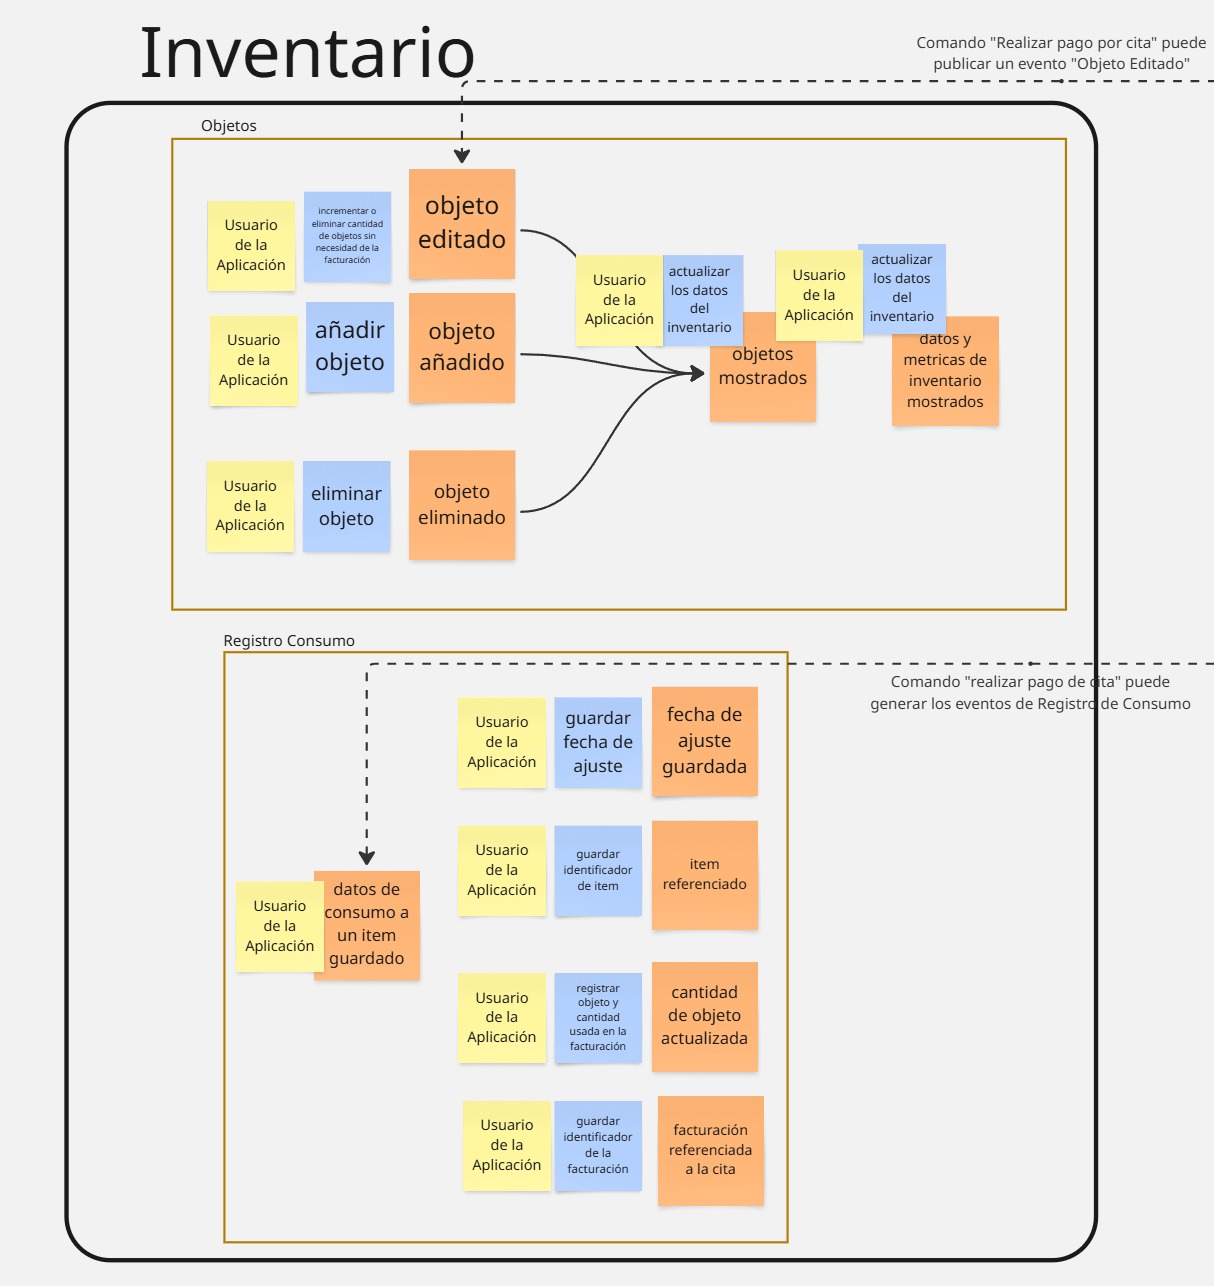 Inventario
Comando "Realizar pago por cita" puede
publicar un evento "Objeto Editado"
Objetos
Usuario
de la
Aplicación
incrementar o
eliminar cantidad
de objetos sin
necesidad de la
facturación
objeto
editado
Usuario
de la
Aplicación
actualizar
los datos
del
inventario
Usuario
de la
Aplicación
actualizar
los datos
del
inventario
Usuario
de la
Aplicación
añadir
objeto
objeto
añadido
objetos
mostrados
datos y
metricas de
inventario
mostrados
Usuario
de la
Aplicación
eliminar
objeto
objeto
eliminado
Registro Consumo
Comando "realizar pago de cita" puede
generar los eventos de Registro de Consumo
Usuario
de la
Aplicación
guardar
fecha de
ajuste
fecha de
ajuste
guardada
Usuario
de la
Aplicación
guardar
identificador
de item
item
referenciado
Usuario
de la
Aplicación
datos de
consumo a
un item
guardado
Usuario
de la
Aplicación
registrar
objeto y
cantidad
usada en la
facturación
cantidad
de objeto
actualizada
Usuario
de la
Aplicación
guardar
identificador
de la
facturación
facturación
referenciada
a la cita